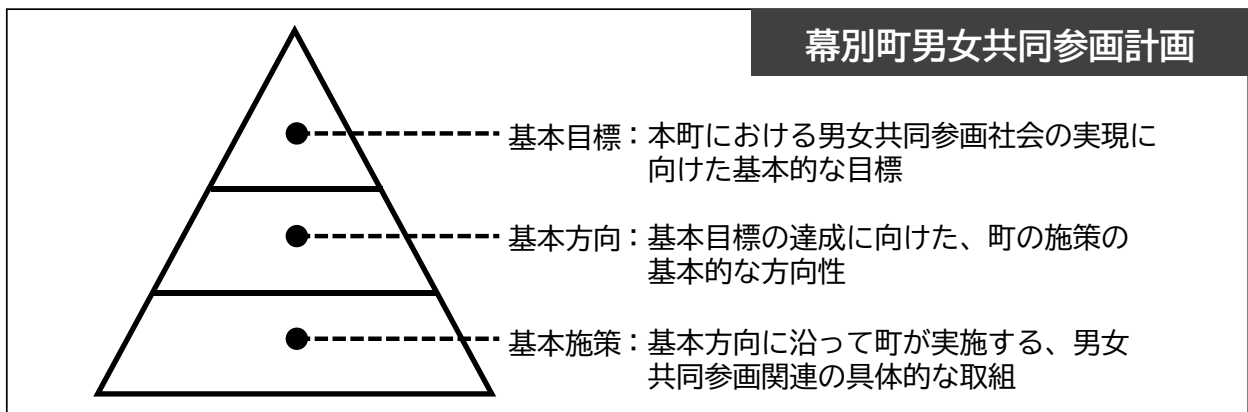 幕別町男女共同参画計画
基本目標：本町における男女共同参画社会の実現に
向けた基本的な目標
基本方向：基本目標の達成に向けた、町の施策の
基本的な方向性
基本施策：基本方向に沿って町が実施する、男女
共同参画関連の具体的な取組